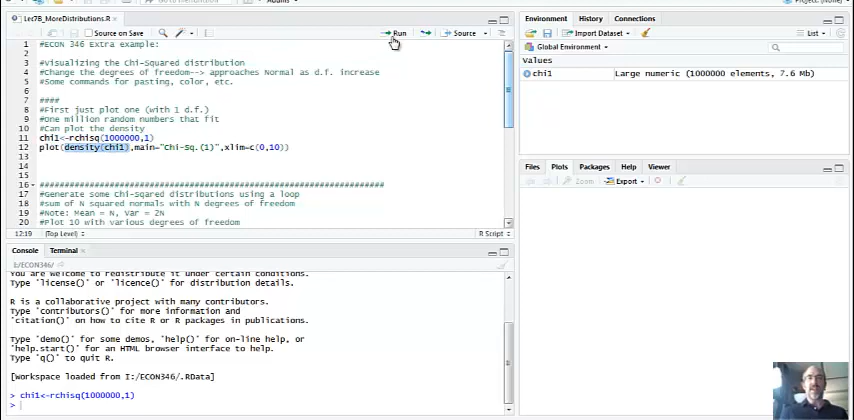 Lec7B_MoreDistributions.R
Source on Save
Run
Source
1 #ECON 346 Extra example:
2
3 #Visualizing the Chi-Squared distribution
4 #Change the degrees of freedom--> approaches Normal as d.f. increase
5 #Some commands for pasting, color, etc.
6
7 ####
8 #First just plot one (with 1 d.f.)
9 #One million random numbers that fit
10 #Can plot the density
11 chi1<-rchisq(1000000,1)
12 plot(density(chi1),main="Chi-Sq.(1)",xlim=c(0,10))
13
14
15
16 ######################################################################
17 #Generate some Chi-Squared distributions using a loop
18 #sum of N squared normals with N degrees of freedom
19 #Note: Mean = N, Var = 2N
20 #Plot 10 with various degrees of freedom
12:19 (Top Level) R Script
Console Terminal
I:/ECON346/
You are welcome to redistribute it under certain conditions.
Type 'license()' or 'licence()' for distribution details.
R is a collaborative project with many contributors.
Type 'contributors()' for more information and
'citation()' on how to cite R or R packages in publications.
Type 'demo()' for some demos, 'help()' for on-line help, or
'help.start()' for an HTML browser interface to help.
Type 'q()' to quit R.
[Workspace loaded from I:/ECON346/.RData]
> chi1<-rchisq(1000000,1)
>
Environment History Connections
Import Dataset List
Global Environment
Values
chi1 Large numeric (1000000 elements, 7.6 Mb)
Files Plots Packages Help Viewer
Zoom Export